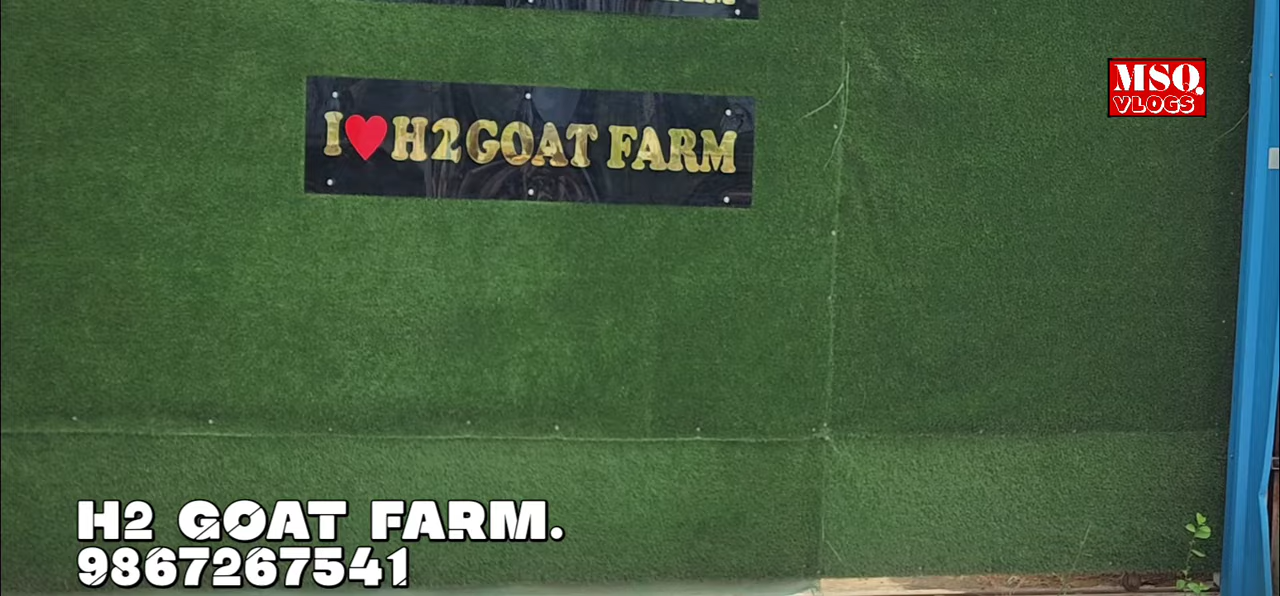 I ❤ H2 GOAT FARM
MSQ
VLOGS
H2 GOAT FARM.
9867267541